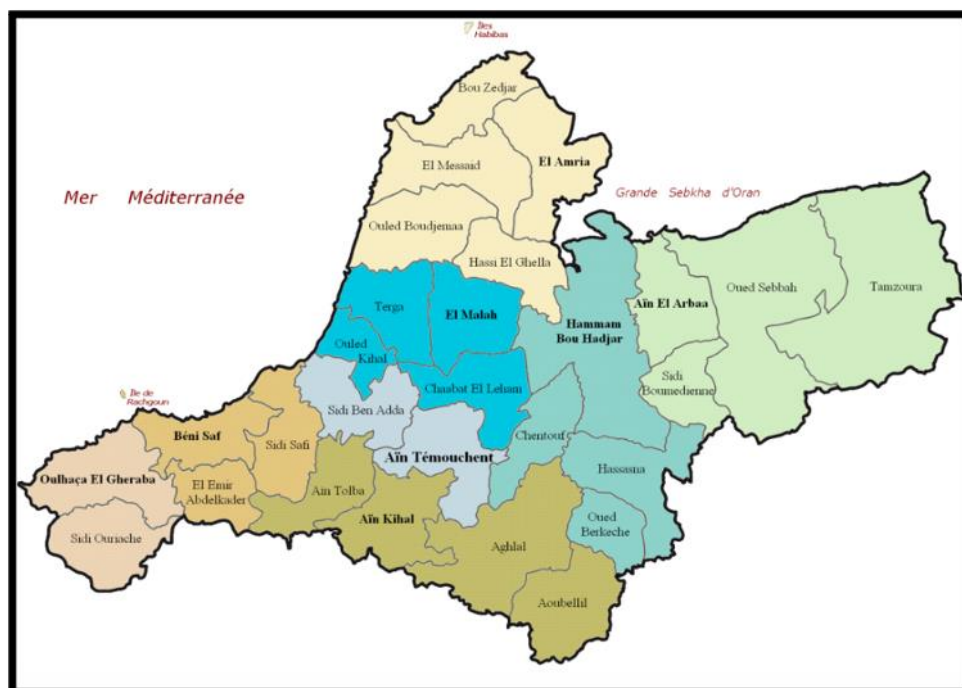 Îles
Habibas
Bou Zedjar
El Messaid
El Amria
Mer Méditerranée
Grande Sebkha d'Oran
Ouled Boudjemaa
Hassi El Ghella
Terga
El Malah
Hammam
Bou Hadjar
Aïn El Arbaa
Oued Sebbah
Tamzoura
Ouled
Kihal
Chaabat El Leham
Sidi
Boumedienne
Île de
Rachgoun
Sidi Ben Adda
Béni Saf
Sidi Safi
Aïn Témouchent
Chentouf
Hassasna
Oulhaça El Gheraba
El Emir
Abdelkader
Ain Tolba
Aïn Kihal
Oued
Berkeche
Sidi Ouriache
Aghlal
Aoubellil